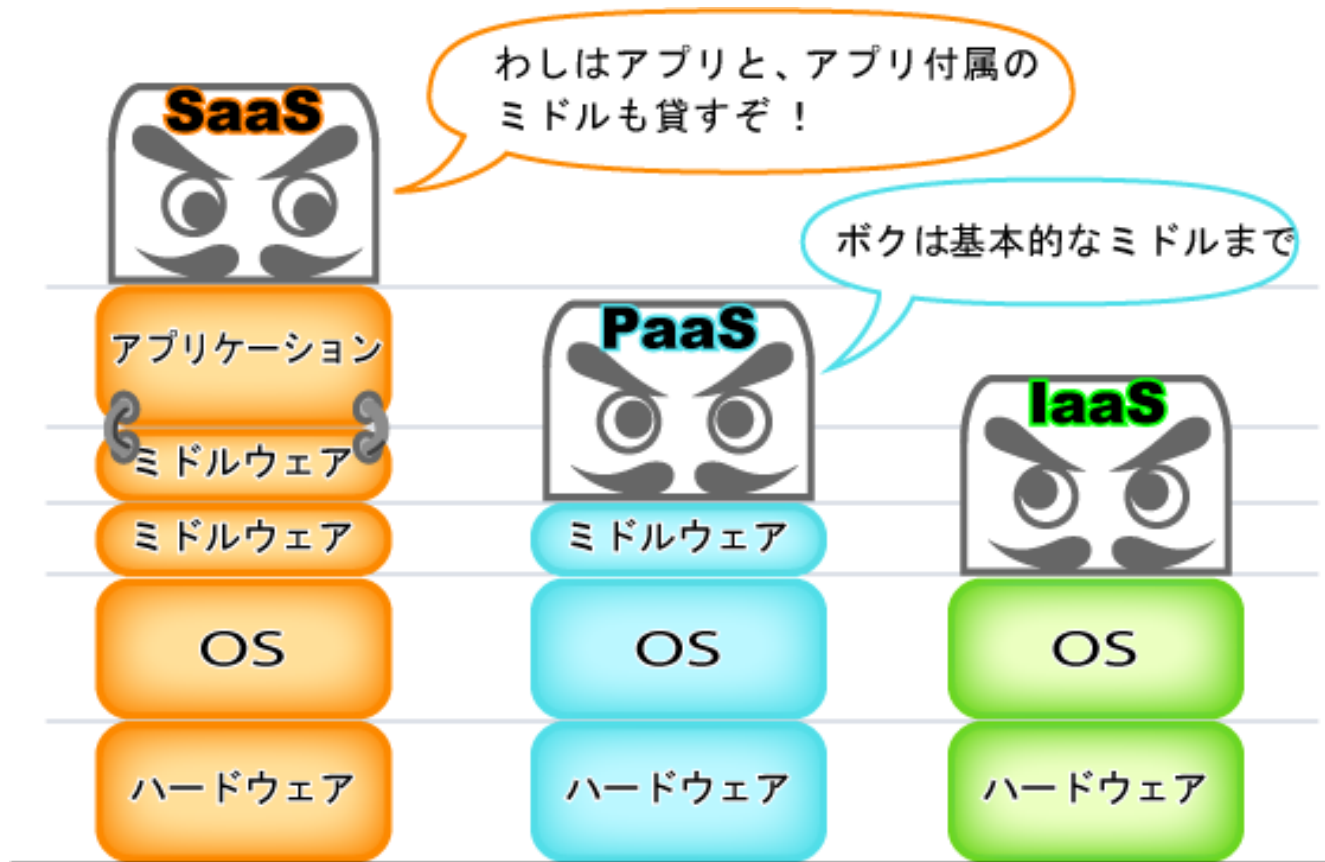 SaaS
わしはアプリと、アプリ付属の
ミドルも貸すぞ！
ボクは基本的なミドルまで
PaaS
IaaS
アプリケーション
ミドルウェア
ミドルウェア
OS
ハードウェア
ミドルウェア
OS
ハードウェア
OS
ハードウェア